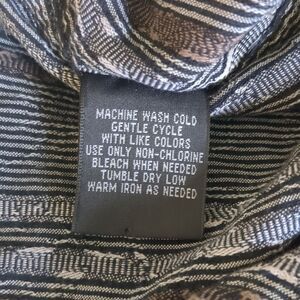 MACHINE WASH COLD
GENTLE CYCLE
WITH LIKE COLORS
USE ONLY NON-CHLORINE
BLEACH WHEN NEEDED
TUMBLE DRY LOW
WARM IRON AS NEEDED